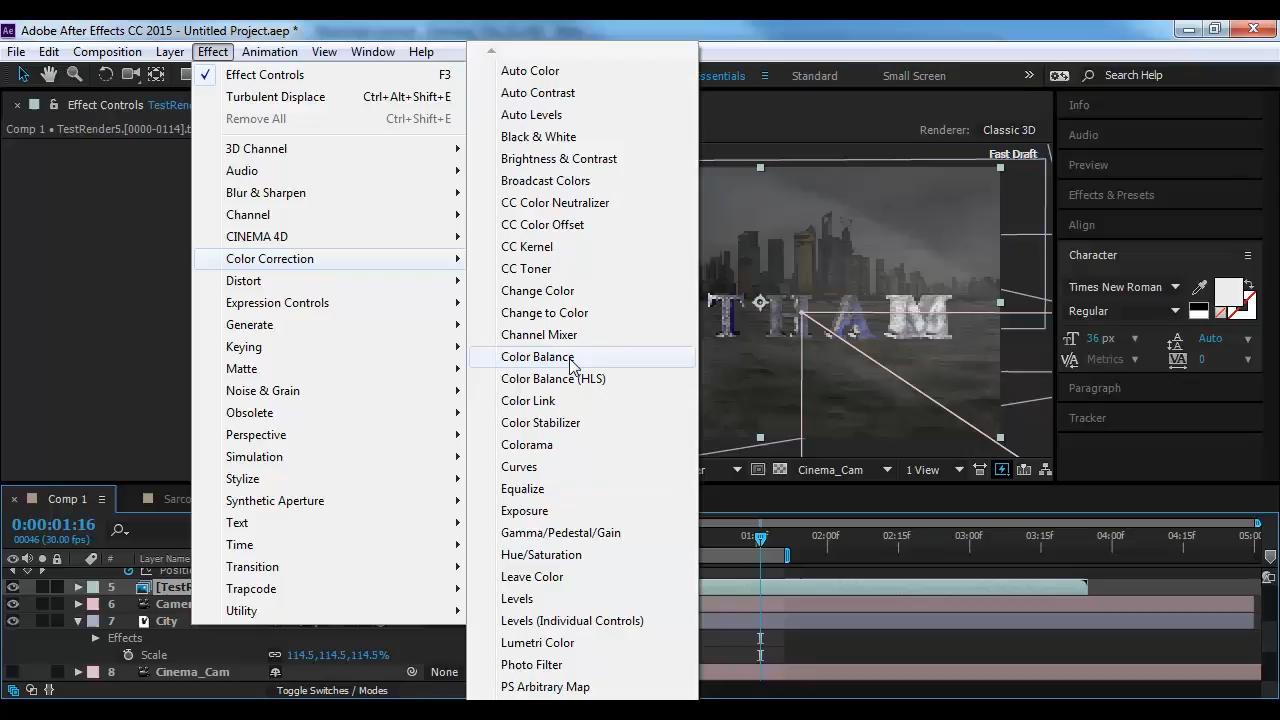 Ae Adobe After Effects CC 2015 - Untitled Project.aep *
File Edit Composition Layer Effect Animation View Window Help
Essentials Standard Small Screen Search Help
Effect Controls TestRen
Comp 1 • TestRender5.[0000-0114].t
Effect Controls F3
Turbulent Displace Ctrl+Alt+Shift+E
Remove All Ctrl+Shift+E
3D Channel
Audio
Blur & Sharpen
Channel
CINEMA 4D
Color Correction
Distort
Expression Controls
Generate
Keying
Matte
Noise & Grain
Obsolete
Perspective
Simulation
Stylize
Synthetic Aperture
Text
Time
Transition
Trapcode
Utility
Auto Color
Auto Contrast
Auto Levels
Black & White
Brightness & Contrast
Broadcast Colors
CC Color Neutralizer
CC Color Offset
CC Kernel
CC Toner
Change Color
Change to Color
Channel Mixer
Color Balance
Color Balance (HLS)
Color Link
Color Stabilizer
Colorama
Curves
Equalize
Exposure
Gamma/Pedestal/Gain
Hue/Saturation
Leave Color
Levels
Levels (Individual Controls)
Lumetri Color
Photo Filter
PS Arbitrary Map
Renderer: Classic 3D
Fast Draft
THAM
Cinema_Cam 1 View
Info
Audio
Preview
Effects & Presets
Align
Character
Times New Roman
Regular
36 px Auto
Metrics 0
Paragraph
Tracker
Comp 1 Sarco
0:00:01:16
00046 (30.00 fps)
# Layer Name
02:00f 02:15f 03:00f 03:15f 04:00f 04:15f 05:0
Positi
5 [TestR
6 Camer
7 City
Effects
Scale 114.5,114.5,114.5%
8 Cinema_Cam None
Toggle Switches / Modes